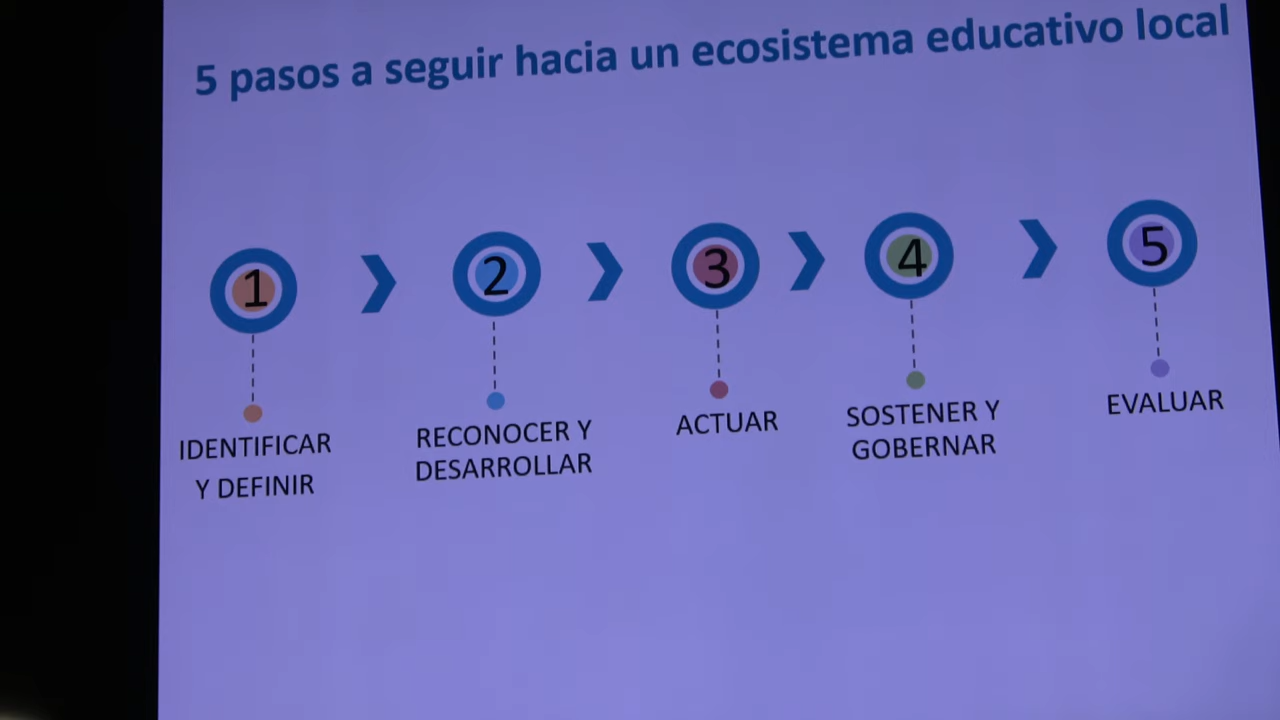 5 pasos a seguir hacia un ecosistema educativo local
1
2
3
4
5
IDENTIFICAR
Y DEFINIR
RECONOCER Y
DESARROLLAR
ACTUAR
SOSTENER Y
GOBERNAR
EVALUAR